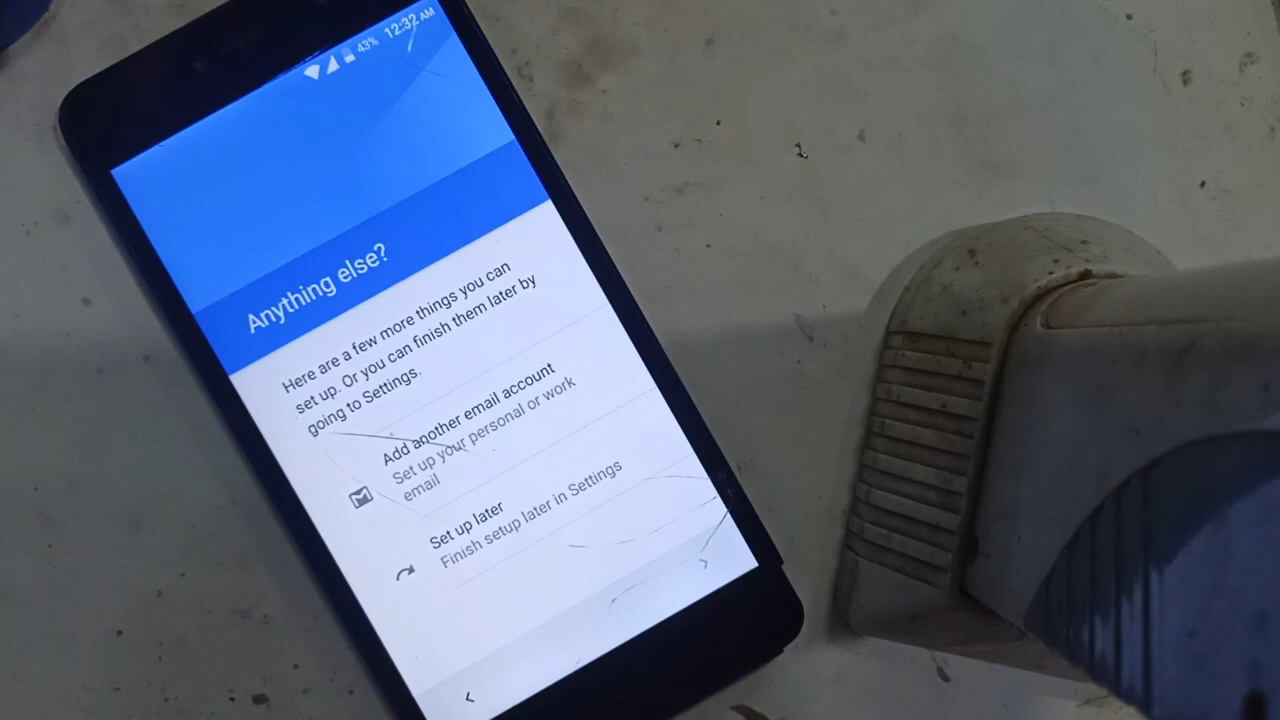 43% 12:32 AM
Anything else?
Here are a few more things you can
set up. Or you can finish them later by
going to Settings.
Add another email account
Set up your personal or work
email
Set up later
Finish setup later in Settings